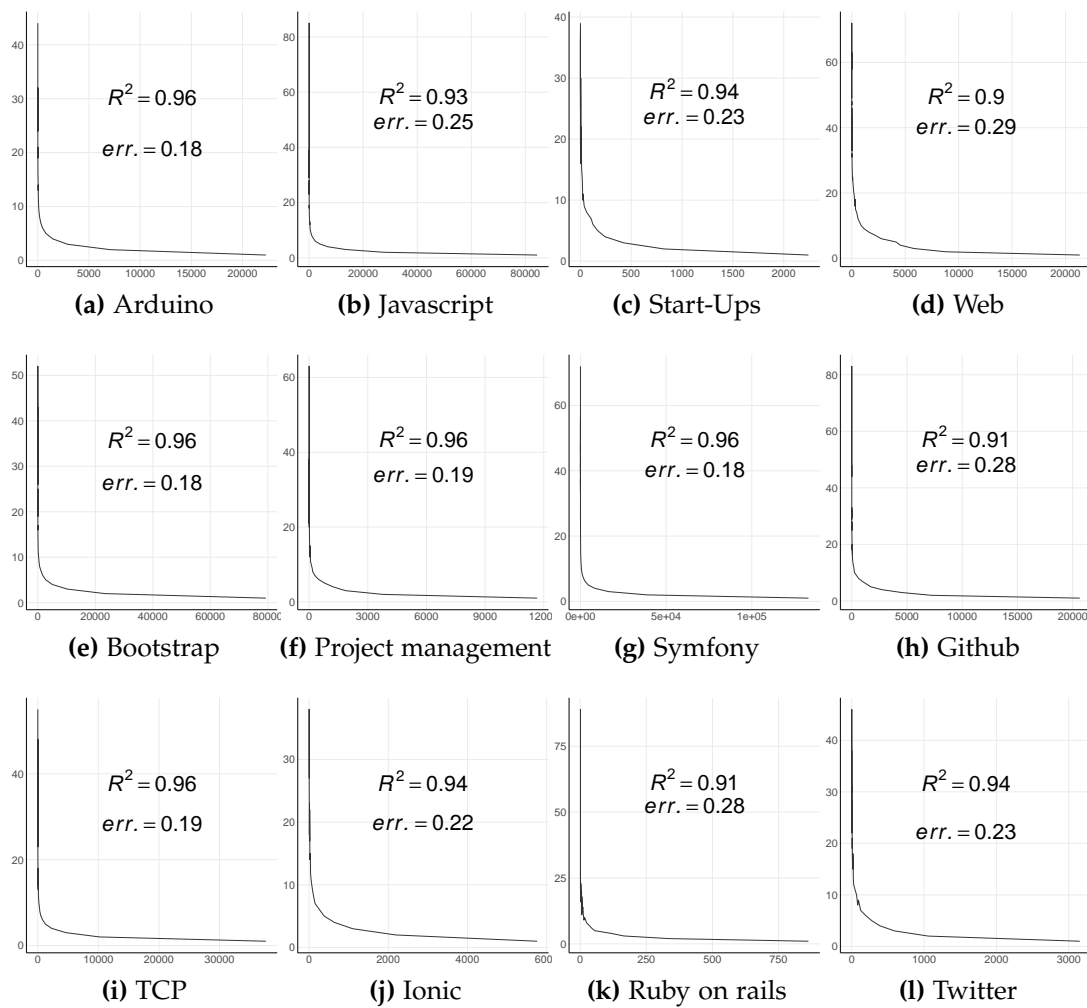 40
30
20
10
0
R² = 0.96
err. = 0.18
0 5000 10000 15000 20000
(a) Arduino
80
60
40
20
0
R² = 0.93
err. = 0.25
0 20000 40000 60000 80000
(b) Javascript
40
30
20
10
0
R² = 0.94
err. = 0.23
0 500 1000 1500 2000
(c) Start-Ups
60
40
20
0
R² = 0.9
err. = 0.29
0 5000 10000 15000 20000
(d) Web
50
40
30
20
10
0
R² = 0.96
err. = 0.18
0 20000 40000 60000 80000
(e) Bootstrap
60
40
20
0
R² = 0.96
err. = 0.19
0 3000 6000 9000 1200
(f) Project management
60
40
20
0
R² = 0.96
err. = 0.18
0e+00 5e+04 1e+05
(g) Symfony
80
60
40
20
0
R² = 0.91
err. = 0.28
0 5000 10000 15000 20000
(h) Github
40
20
0
R² = 0.96
err. = 0.19
0 10000 20000 30000
(i) TCP
30
20
10
0
R² = 0.94
err. = 0.22
0 2000 4000 600
(j) Ionic
75
50
25
0
R² = 0.91
err. = 0.28
0 250 500 750
(k) Ruby on rails
40
30
20
10
0
R² = 0.94
err. = 0.23
0 1000 2000 3000
(l) Twitter